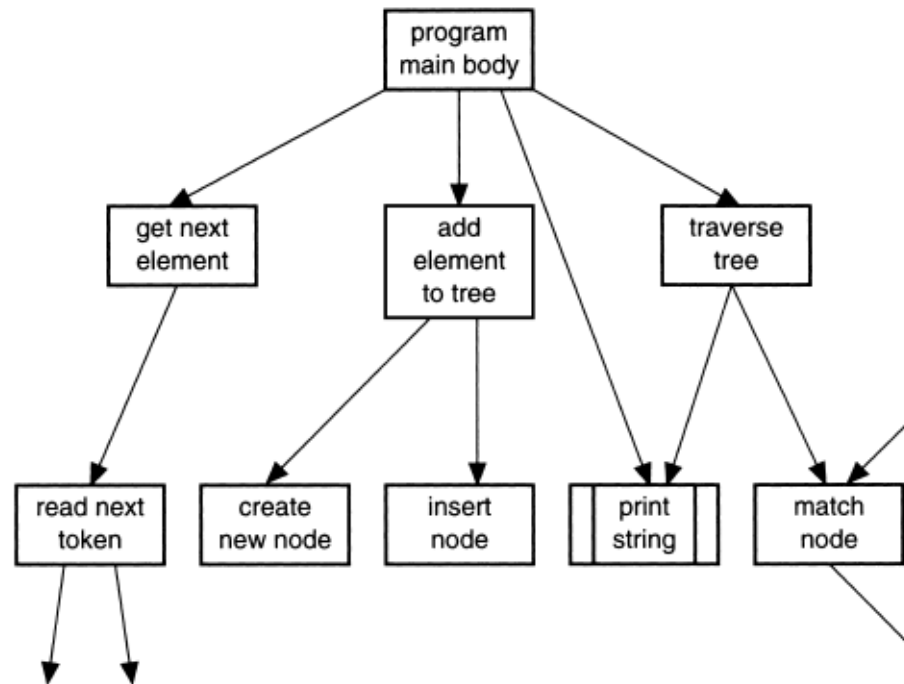 program
main body
get next
element
add
element
to tree
traverse
tree
read next
token
create
new node
insert
node
print
string
match
node